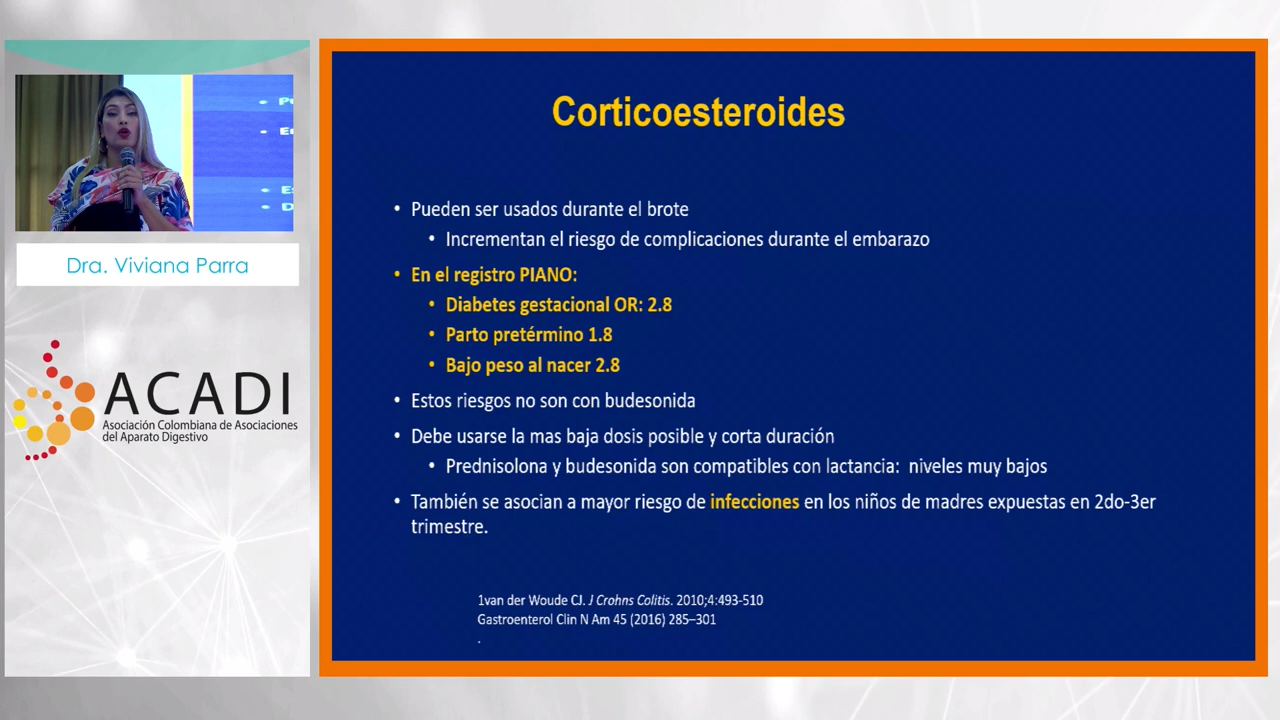 Dra. Viviana Parra
ACADI
Asociación Colombiana de Asociaciones
del Aparato Digestivo
Corticoesteroides
• Pueden ser usados durante el brote
• Incrementan el riesgo de complicaciones durante el embarazo
• En el registro PIANO:
• Diabetes gestacional OR: 2.8
• Parto pretérmino 1.8
• Bajo peso al nacer 2.8
• Estos riesgos no son con budesonida
• Debe usarse la mas baja dosis posible y corta duración
• Prednisolona y budesonida son compatibles con lactancia: niveles muy bajos
• También se asocian a mayor riesgo de infecciones en los niños de madres expuestas en 2do-3er
trimestre.
1van der Woude CJ. J Crohns Colitis. 2010;4:493-510
Gastroenterol Clin N Am 45 (2016) 285–301
.